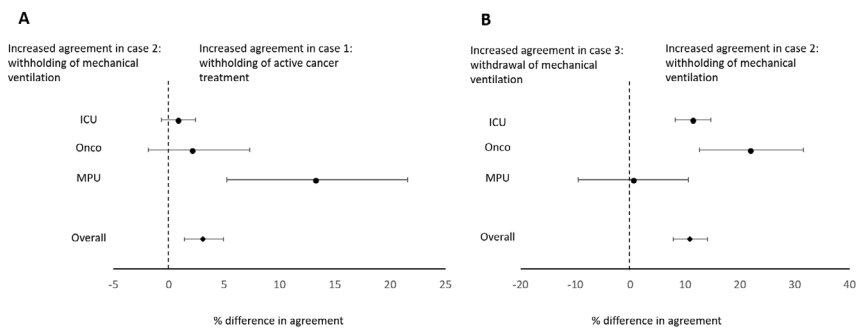 A
Increased agreement in case 2:
withholding of mechanical
ventilation
Increased agreement in case 1:
withholding of active cancer
treatment
ICU
Onco
MPU
Overall
-5 0 5 10 15 20 25
% difference in agreement
B
Increased agreement in case 3:
withdrawal of mechanical
ventilation
Increased agreement in case 2:
withholding of mechanical
ventilation
ICU
Onco
MPU
Overall
-20 -10 0 10 20 30 40
% difference in agreement